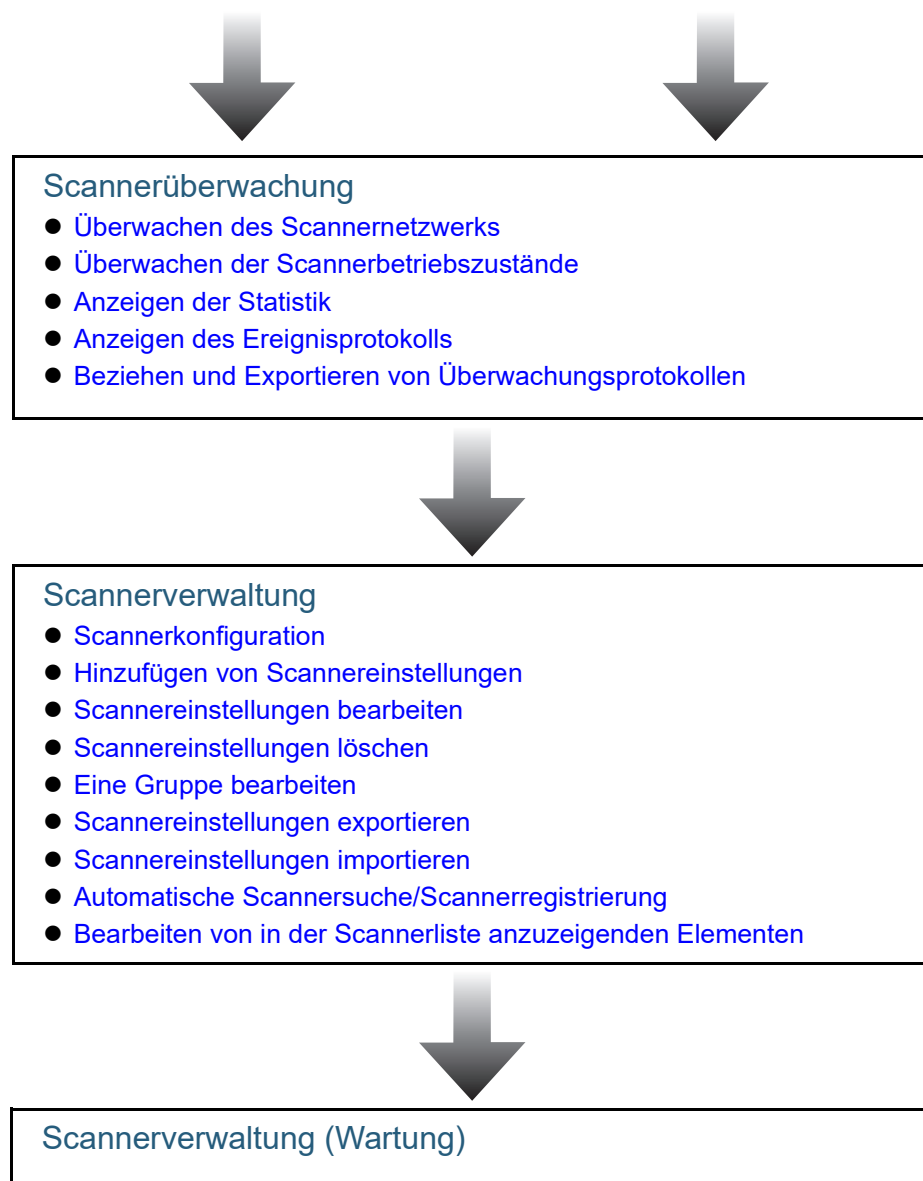 Scannerüberwachung
● Überwachen des Scannernetzwerks
● Überwachen der Scannerbetriebszustände
● Anzeigen der Statistik
● Anzeigen des Ereignisprotokolls
● Beziehen und Exportieren von Überwachungsprotokollen
Scannerverwaltung
● Scannerkonfiguration
● Hinzufügen von Scannereinstellungen
● Scannereinstellungen bearbeiten
● Scannereinstellungen löschen
● Eine Gruppe bearbeiten
● Scannereinstellungen exportieren
● Scannereinstellungen importieren
● Automatische Scannersuche/Scannerregistrierung
● Bearbeiten von in der Scannerliste anzuzeigenden Elementen
Scannerverwaltung (Wartung)